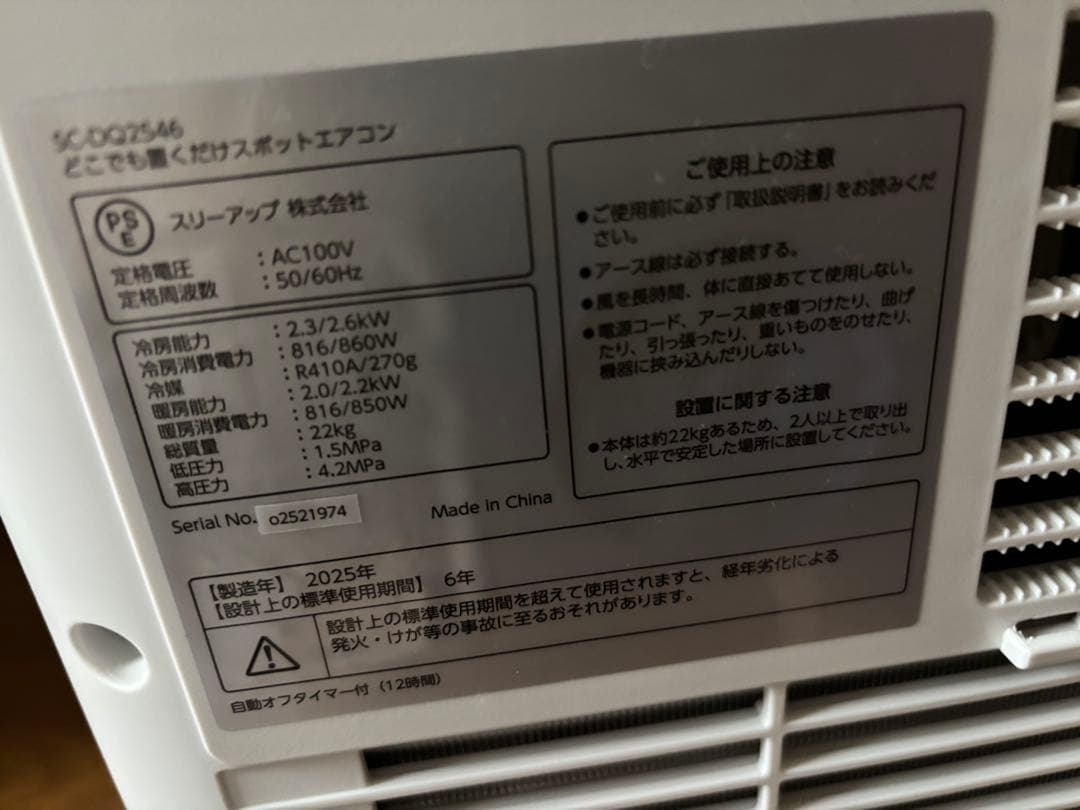 SC-DQ2546
どこでも置くだけスポットエアコン
PS
E
スリーアップ 株式会社
定格電圧 : AC100V
定格周波数 : 50/60Hz
冷房能力 : 2.3/2.6kW
冷房消費電力 : 816/860W
冷媒 : R410A/270g
暖房能力 : 2.0/2.2kW
暖房消費電力 : 816/850W
総質量 : 22kg
低圧力 : 1.5MPa
高圧力 : 4.2MPa
Serial No. o2521974 Made in China
ご使用上の注意
●ご使用前に必ず「取扱説明書」をお読みくだ
さい。
●アース線は必ず接続する。
●風を長時間、体に直接あてて使用しない。
●電源コード、アース線を傷つけたり、曲げ
たり、引っ張ったり、重いものをのせたり、
機器に挟み込んだりしない。
設置に関する注意
●本体は約22kgあるため、2人以上で取り出
し、水平で安定した場所に設置してください。
【製造年】 2025年
【設計上の標準使用期間】 6年
設計上の標準使用期間を超えて使用されますと、経年劣化による
発火・けが等の事故に至るおそれがあります。
自動オフタイマー付(12時間)